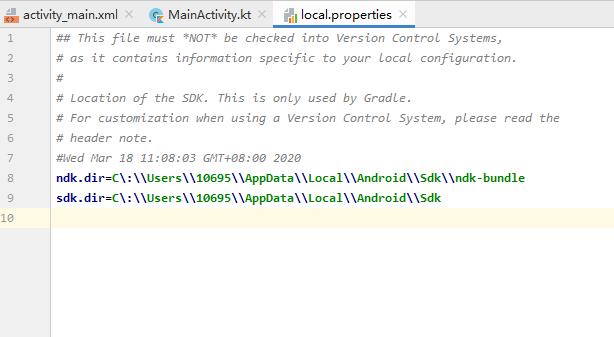 activity_main.xml MainActivity.kt local.properties
1 ## This file must *NOT* be checked into Version Control Systems,
2 # as it contains information specific to your local configuration.
3 #
4 # Location of the SDK. This is only used by Gradle.
5 # For customization when using a Version Control System, please read the
6 # header note.
7 #Wed Mar 18 11:08:03 GMT+08:00 2020
8 ndk.dir=C\:\\Users\\10695\\AppData\\Local\\Android\\Sdk\\ndk-bundle
9 sdk.dir=C\:\\Users\\10695\\AppData\\Local\\Android\\Sdk
10